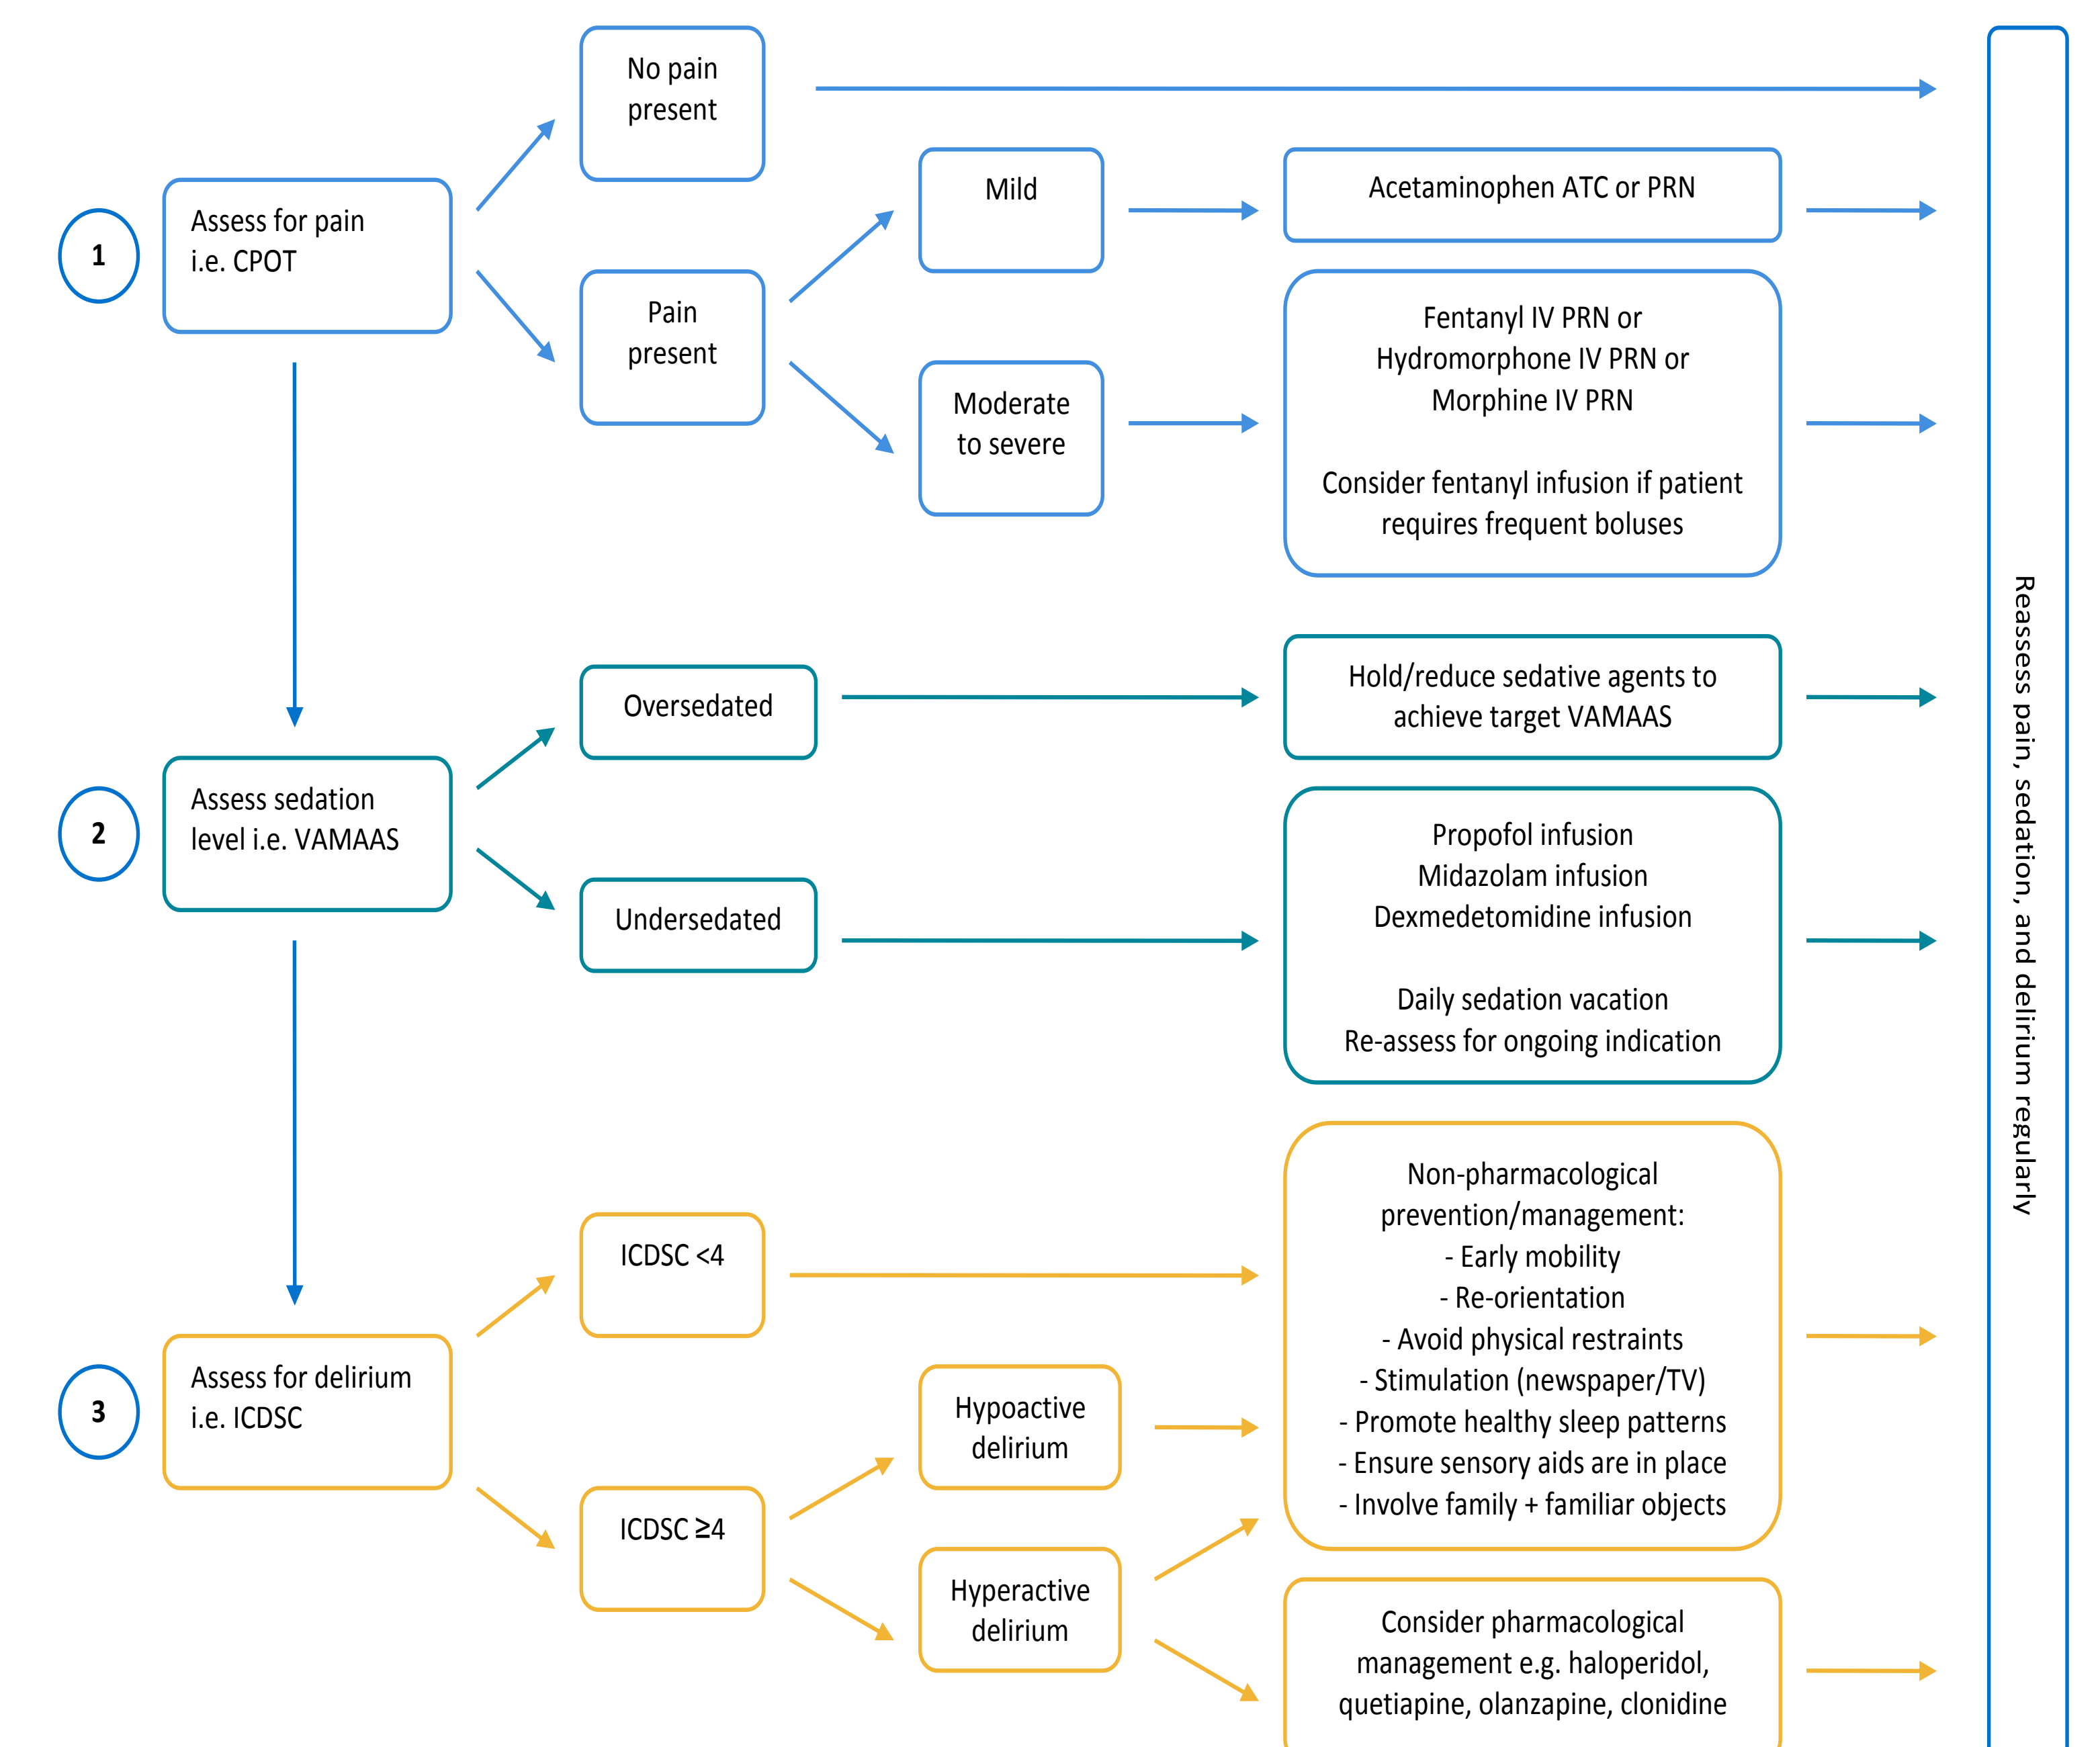 No pain
present
1
Assess for pain
i.e. CPOT
Mild
Acetaminophen ATC or PRN
Pain
present
Moderate
to severe
Fentanyl IV PRN or
Hydromorphone IV PRN or
Morphine IV PRN
Consider fentanyl infusion if patient
requires frequent boluses
2
Assess sedation
level i.e. VAMAAS
Oversedated
Hold/reduce sedative agents to
achieve target VAMAAS
Undersedated
Propofol infusion
Midazolam infusion
Dexmedetomidine infusion
Daily sedation vacation
Re-assess for ongoing indication
3
Assess for delirium
i.e. ICDSC
ICDSC <4
ICDSC ≥4
Hypoactive
delirium
Hyperactive
delirium
Non-pharmacological
prevention/management:
- Early mobility
- Re-orientation
- Avoid physical restraints
- Stimulation (newspaper/TV)
- Promote healthy sleep patterns
- Ensure sensory aids are in place
- Involve family + familiar objects
Consider pharmacological
management e.g. haloperidol,
quetiapine, olanzapine, clonidine
Reassess pain, sedation, and delirium regularly